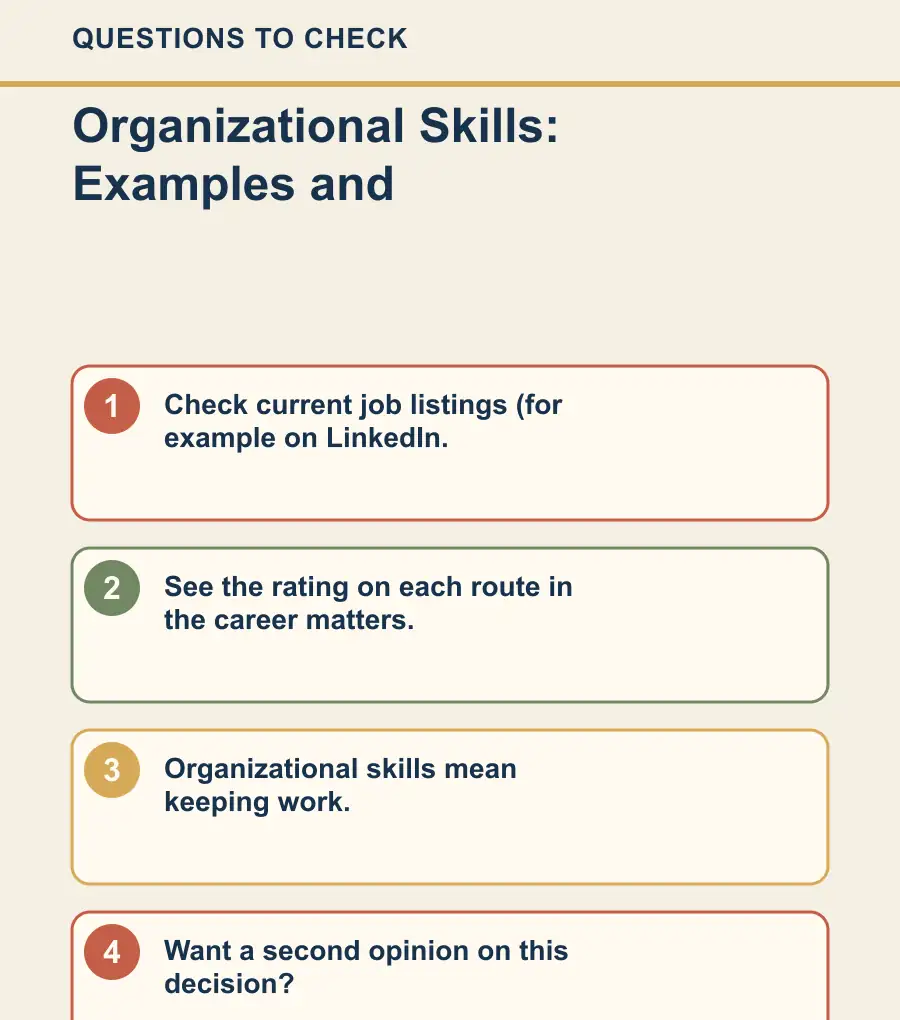 QUESTIONS TO CHECK
Organizational Skills:
Examples and
1
Check current job listings (for
example on LinkedIn.
2
See the rating on each route in
the career matters.
3
Organizational skills mean
keeping work.
4
Want a second opinion on this
decision?